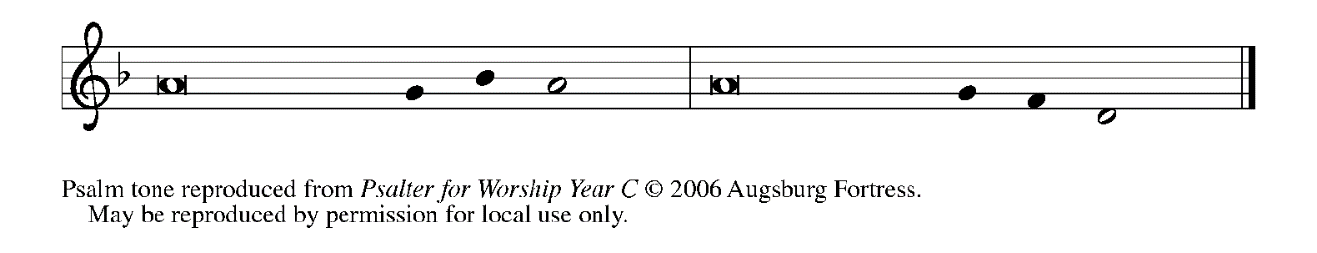 Psalm tone reproduced from Psalter for Worship Year C © 2006 Augsburg Fortress.
May be reproduced by permission for local use only.